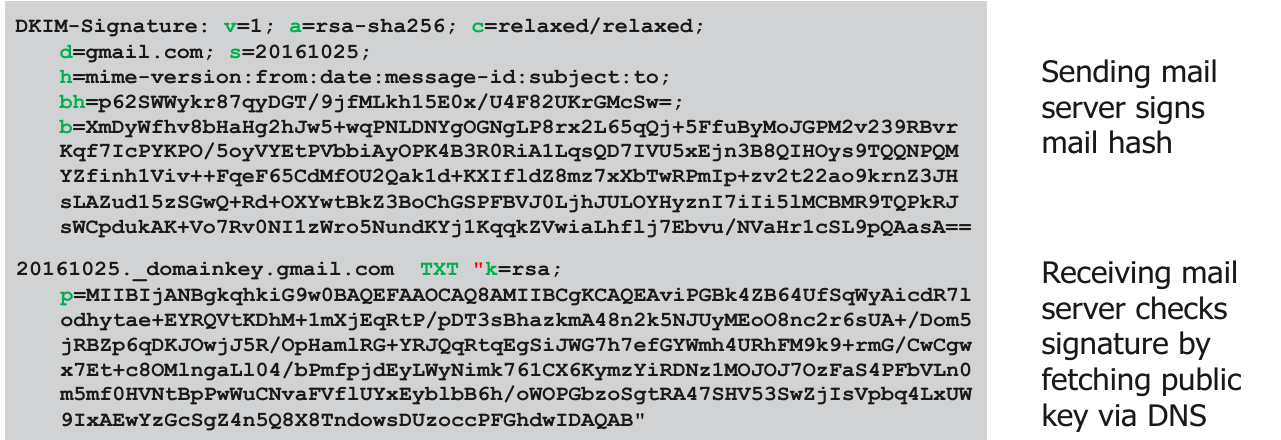 DKIM-Signature: v=1; a=rsa-sha256; c=relaxed/relaxed;
d=gmail.com; s=20161025;
h=mime-version:from:date:message-id:subject:to;
bh=p62SWWykr87qyDGT/9jfMLkh15E0x/U4F82UKrGMcSw=;
b=XmDyWfhv8bHaHg2hJw5+wqPNLDNYgOGNgLP8rx2L65qQj+5FfuByMoJGPM2v239RBvr
Kqf7IcPYKPO/5oyVYEtPVbbiAyOPK4B3R0RiA1LqsQD7IVU5xEjn3B8QIHOys9TQQNPQM
YZfinh1Viv++FqeF65CdMfOU2Qak1d+KXIfldZ8mz7xXbTwRPmIp+zv2t22ao9krnZ3JH
sLAZud15zSGwQ+Rd+OXYwtBkZ3BoChGSPFBVJ0LjhJULOYHyznI7iIi5lMCBMR9TQPkRJ
sWCpdukAK+Vo7Rv0NI1zWro5NundKYj1KqqkZVwiaLhflj7Ebvu/NVaHr1cSL9pQAasA==
Sending mail
server signs
mail hash
20161025._domainkey.gmail.com TXT "k=rsa;
p=MIIBIjANBgkqhkiG9w0BAQEFAAOCAQ8AMIIBCgKCAQEAviPGBk4ZB64UfSqWyAicdR7l
odhytae+EYRQVtKDhM+1mXjEqRtP/pDT3sBhazkmA48n2k5NJUyMEoO8nc2r6sUA+/Dom5
jRBZp6qDKJOwjJ5R/OpHamlRG+YRJQqRtqEgSiJWG7h7efGYWmh4URhFM9k9+rmG/CwCgw
x7Et+c8OMlngaLl04/bPmfpjdEyLWyNimk761CX6KymzYiRDNz1MOJOJ7OzFaS4PFbVLn0
m5mf0HVNtBpPwWuCNvaFVflUYxEyblbB6h/oWOPGbzoSgtRA47SHV53SwZjIsVpbq4LxUW
9IxAEwYzGcSgZ4n5Q8X8TndowsDUzoccPFGhdwIDAQAB"
Receiving mail
server checks
signature by
fetching public
key via DNS